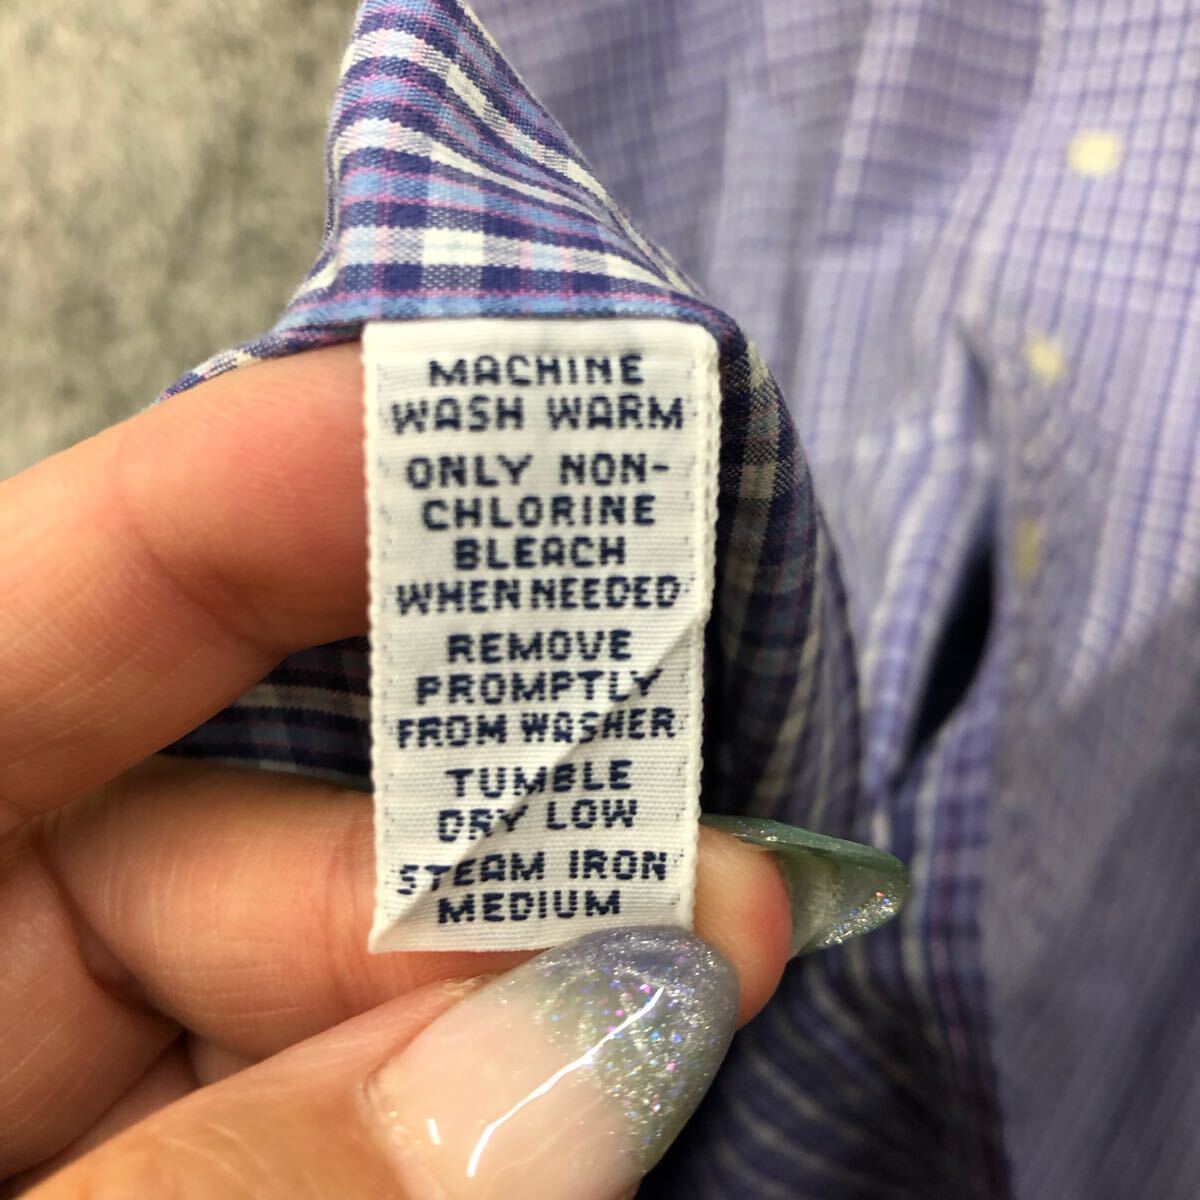 MACHINE
WASH WARM
ONLY NON-
CHLORINE
BLEACH
WHEN NEEDED
REMOVE
PROMPTLY
FROM WASHER
TUMBLE
DRY LOW
STEAM IRON
MEDIUM